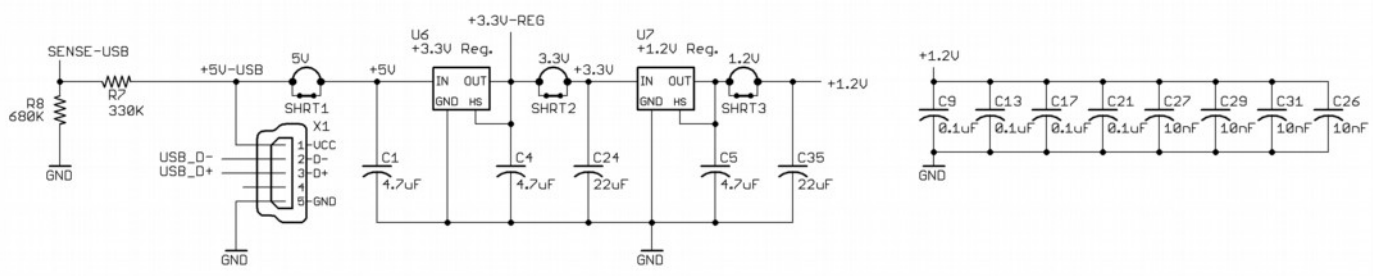 +3.3V-REG
U6
+3.3V Reg.
U7
+1.2V Reg.
SENSE-USB
+5V-USB
5V
+5V
IN OUT
GND HS
3.3V
+3.3V
IN OUT
GND HS
1.2V
+1.2V
+1.2V
R8
680K
R7
330K
SHRT1
SHRT2
SHRT3
C9
0.1uF
C13
0.1uF
C17
0.1uF
C21
0.1uF
C27
10nF
C29
10nF
C31
10nF
C26
10nF
X1
1 VCC
USB_D- 2 D-
USB_D+ 3 D+
4
5 GND
C1
4.7uF
C4
4.7uF
C24
22uF
C5
4.7uF
C35
22uF
GND
GND
GND
GND